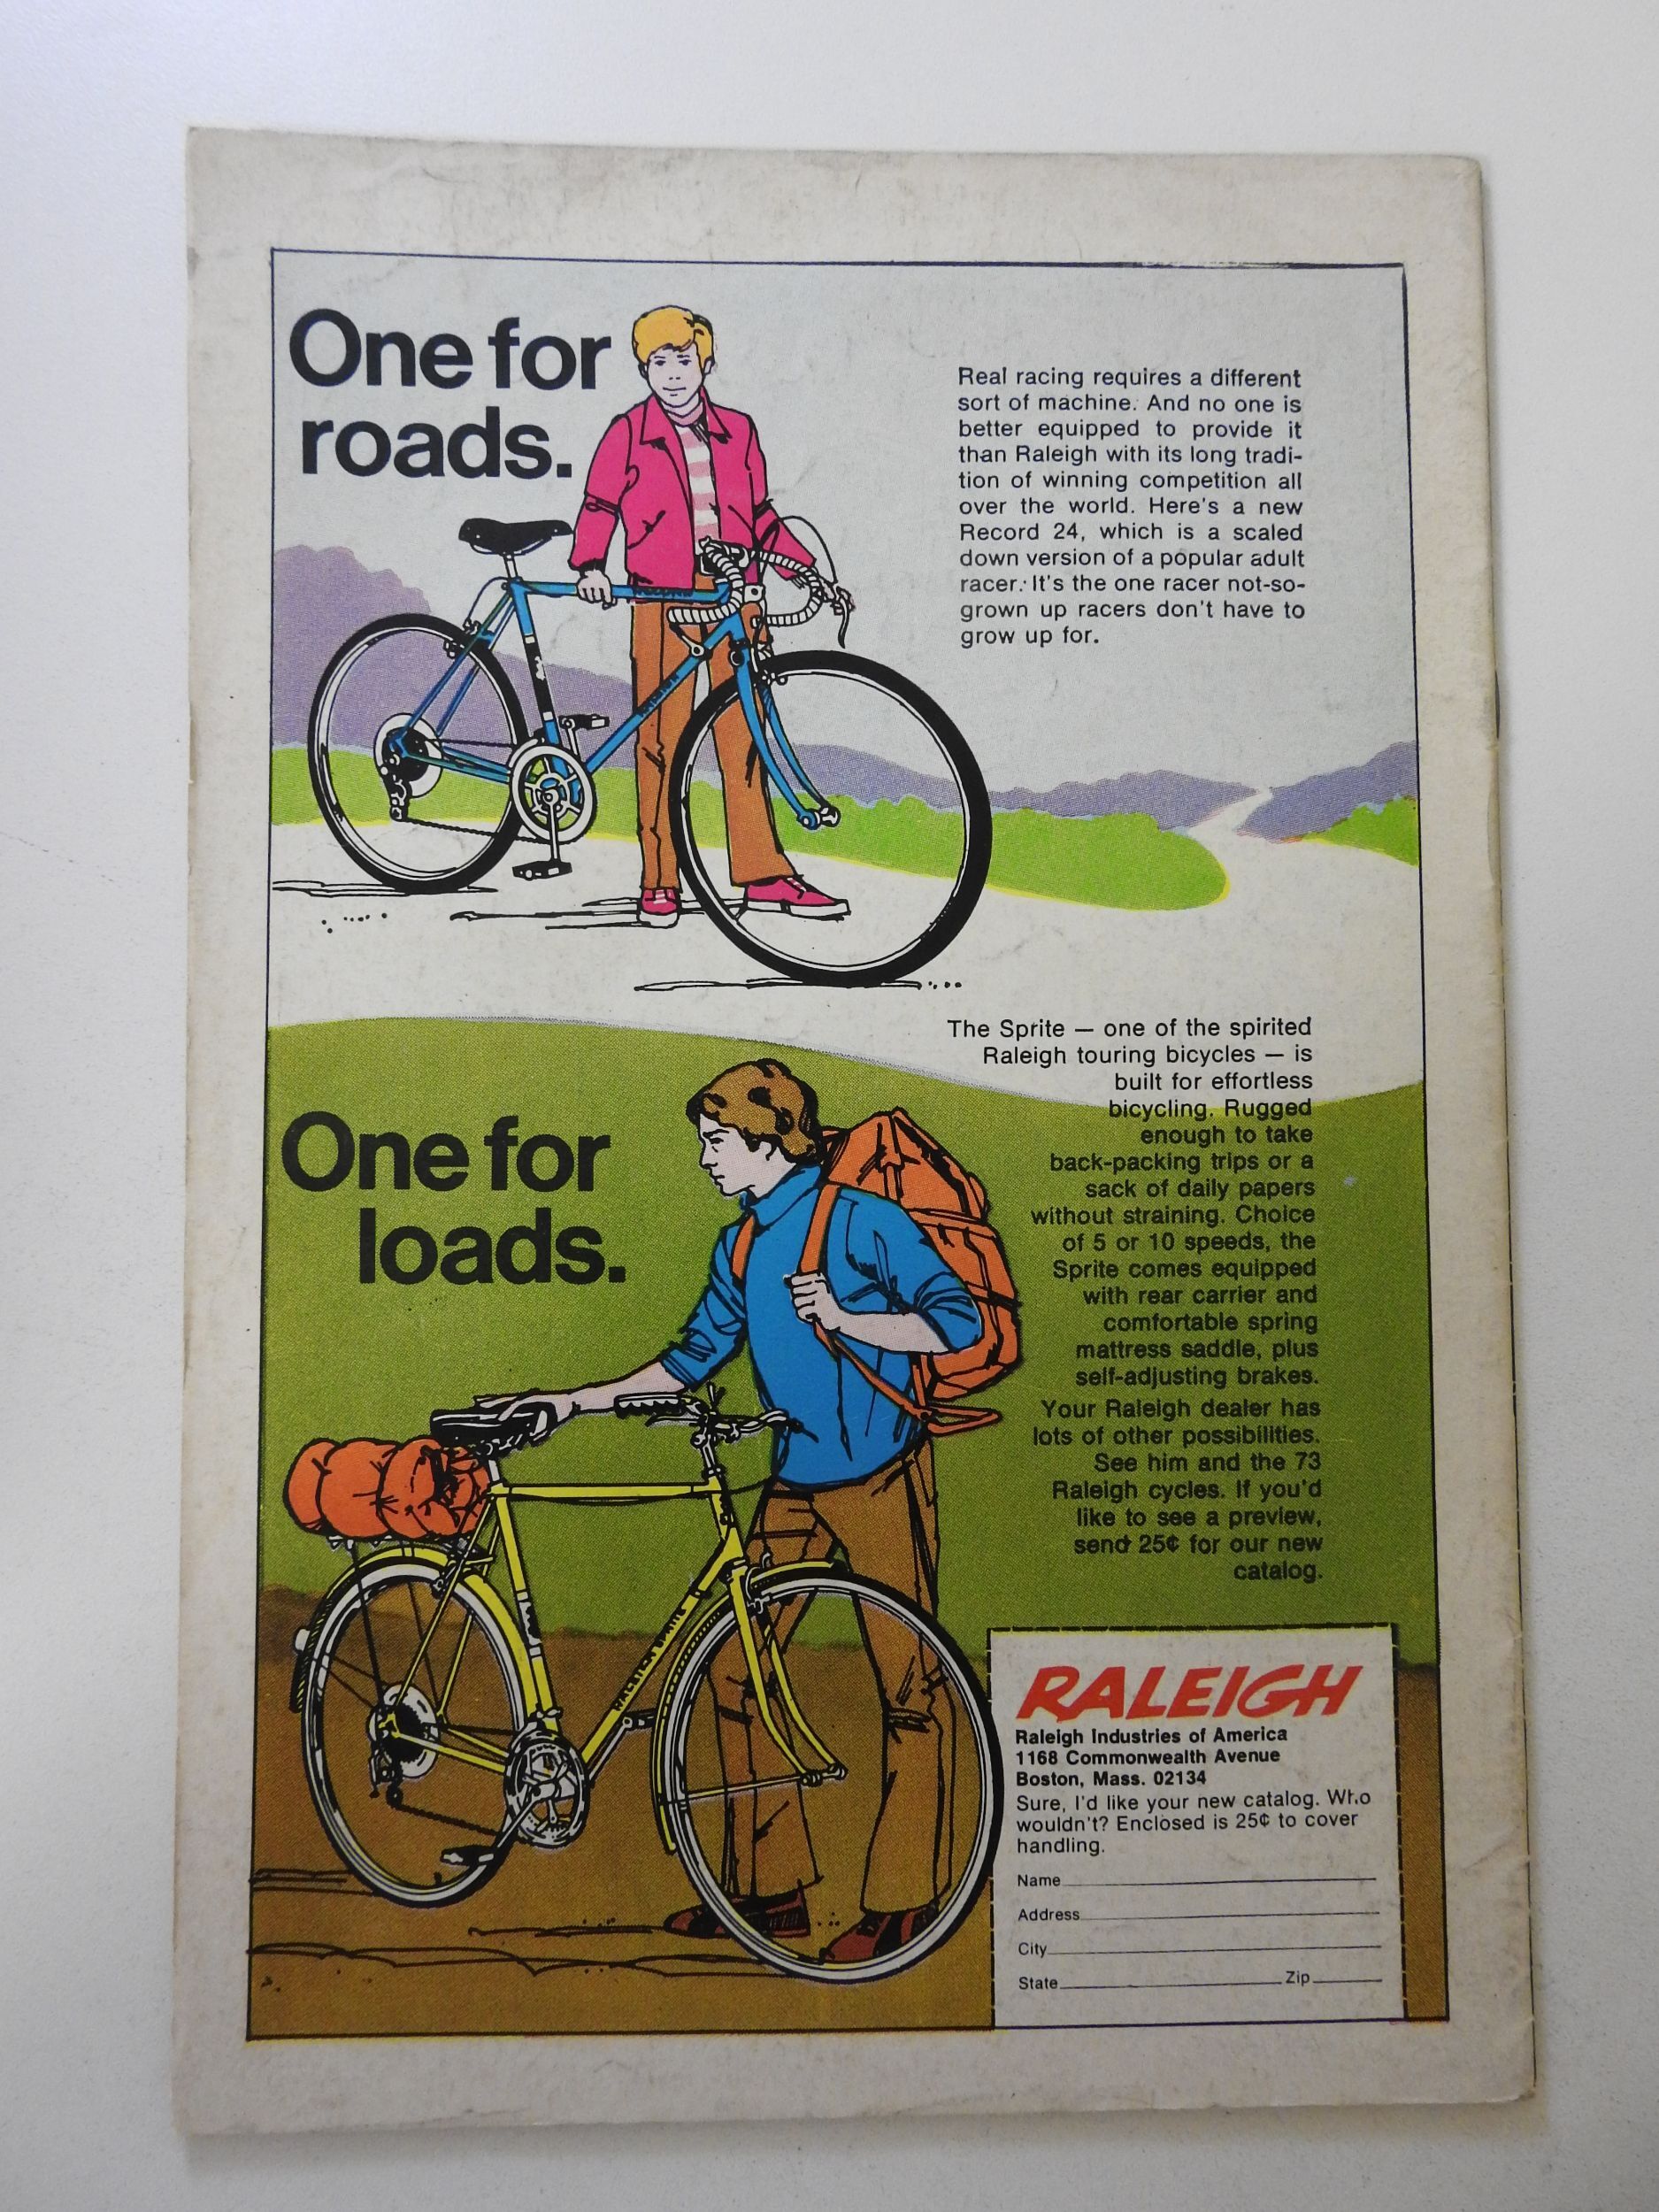 One for
roads.
Real racing requires a different
sort of machine. And no one is
better equipped to provide it
than Raleigh with its long tradi-
tion of winning competition all
over the world. Here's a new
Record 24, which is a scaled
down version of a popular adult
racer. It's the one racer not-so-
grown up racers don't have to
grow up for.
The Sprite — one of the spirited
Raleigh touring bicycles — is
built for effortless
bicycling. Rugged
enough to take
back-packing trips or a
sack of daily papers
without straining. Choice
of 5 or 10 speeds, the
Sprite comes equipped
with rear carrier and
comfortable spring
mattress saddle, plus
self-adjusting brakes.
Your Raleigh dealer has
lots of other possibilities.
See him and the 73
Raleigh cycles. If you'd
like to see a preview,
send 25¢ for our new
catalog.
One for
loads.
RALEIGH SPRITE
RALEIGH
Raleigh Industries of America
1168 Commonwealth Avenue
Boston, Mass. 02134
Sure, I'd like your new catalog. Who
wouldn't? Enclosed is 25¢ to cover
handling.
Name
Address
City
State Zip